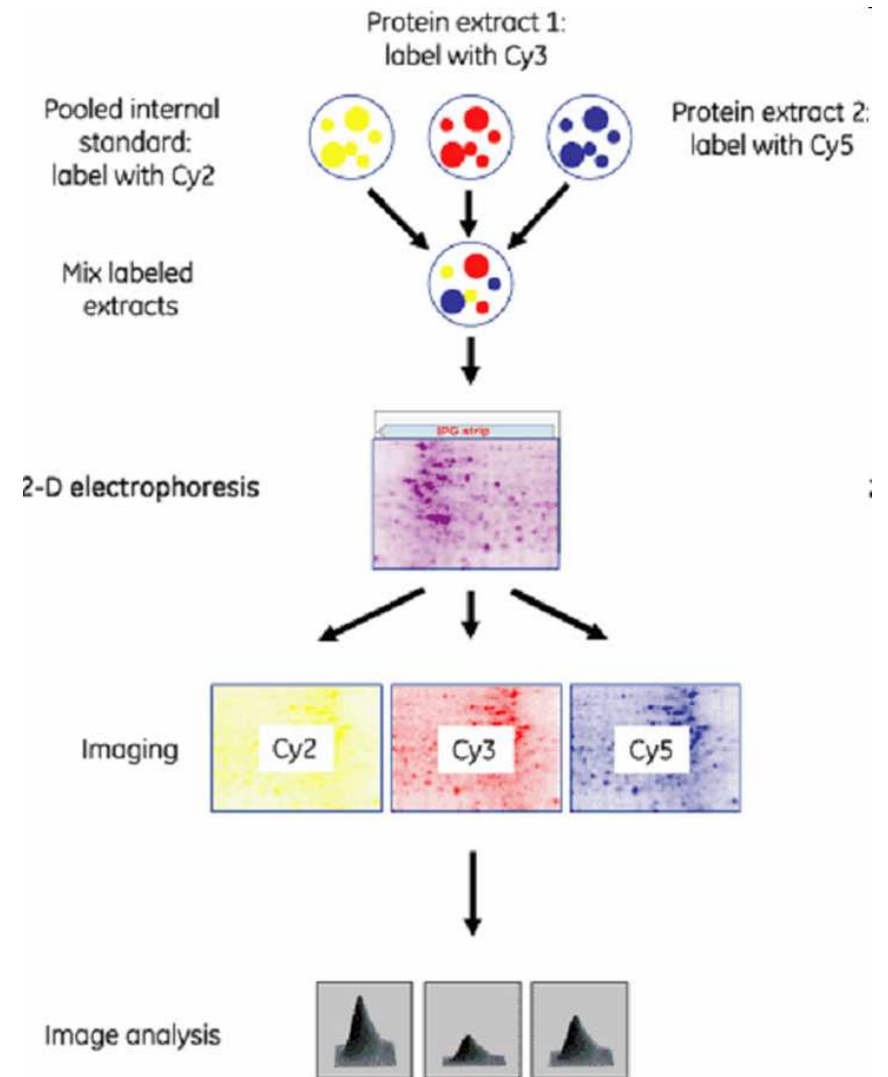 Protein extract 1:
label with Cy3
Pooled internal
standard:
label with Cy2
Protein extract 2:
label with Cy5
Mix labeled
extracts
IPG strip
2-D electrophoresis
Imaging
Cy2
Cy3
Cy5
Image analysis